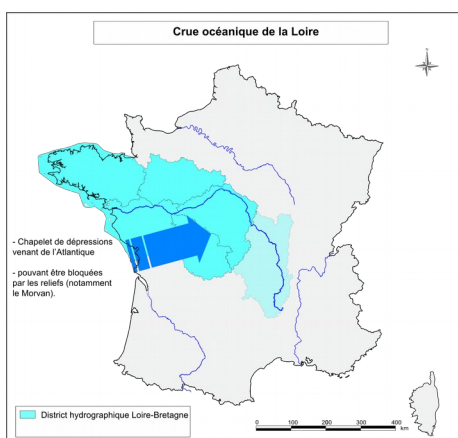 Crue océanique de la Loire
N
- Chapelet de dépressions
venant de l'Atlantique
- pouvant être bloquées
par les reliefs (notamment
le Morvan).
District hydrographique Loire-Bretagne
0 100 200 300 400
km